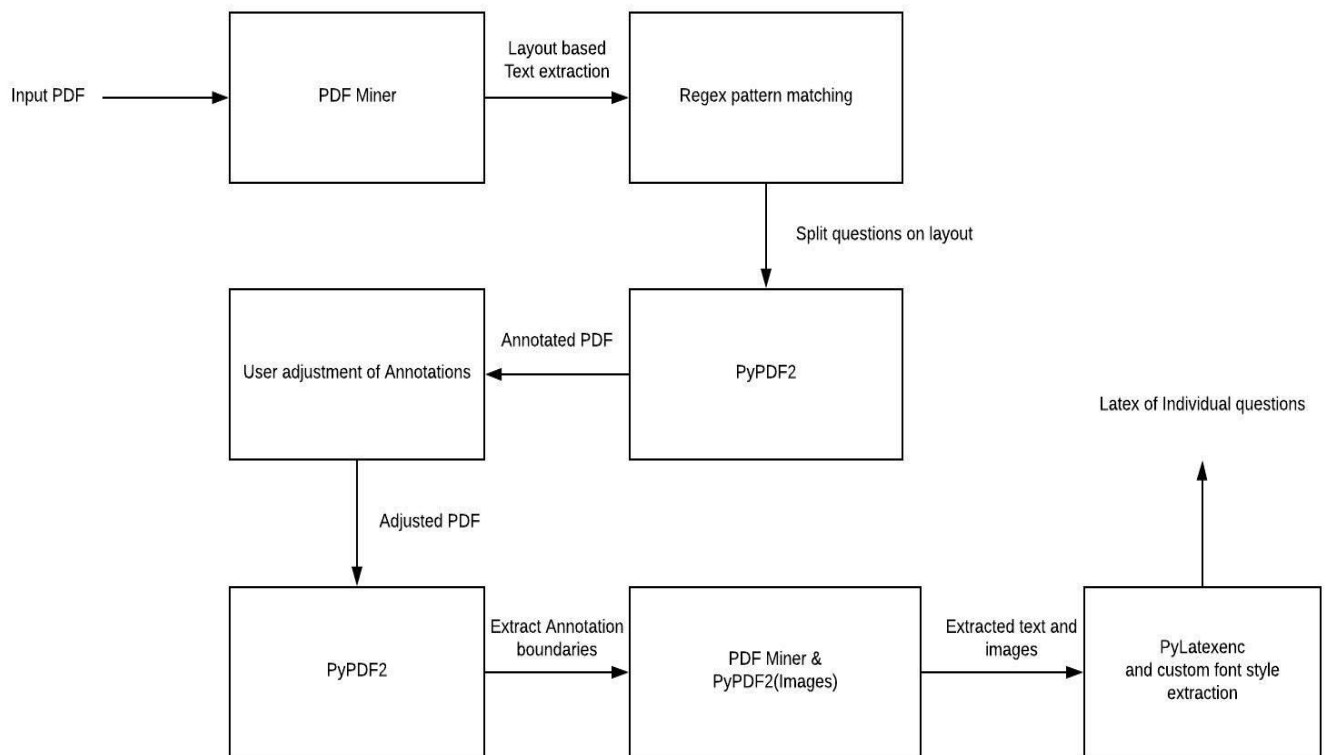 Input PDF
PDF Miner
Layout based
Text extraction
Regex pattern matching
Split questions on layout
PyPDF2
Annotated PDF
User adjustment of Annotations
Adjusted PDF
PyPDF2
Extract Annotation
boundaries
PDF Miner &
PyPDF2(Images)
Extracted text and
images
PyLatexenc
and custom font style
extraction
Latex of Individual questions